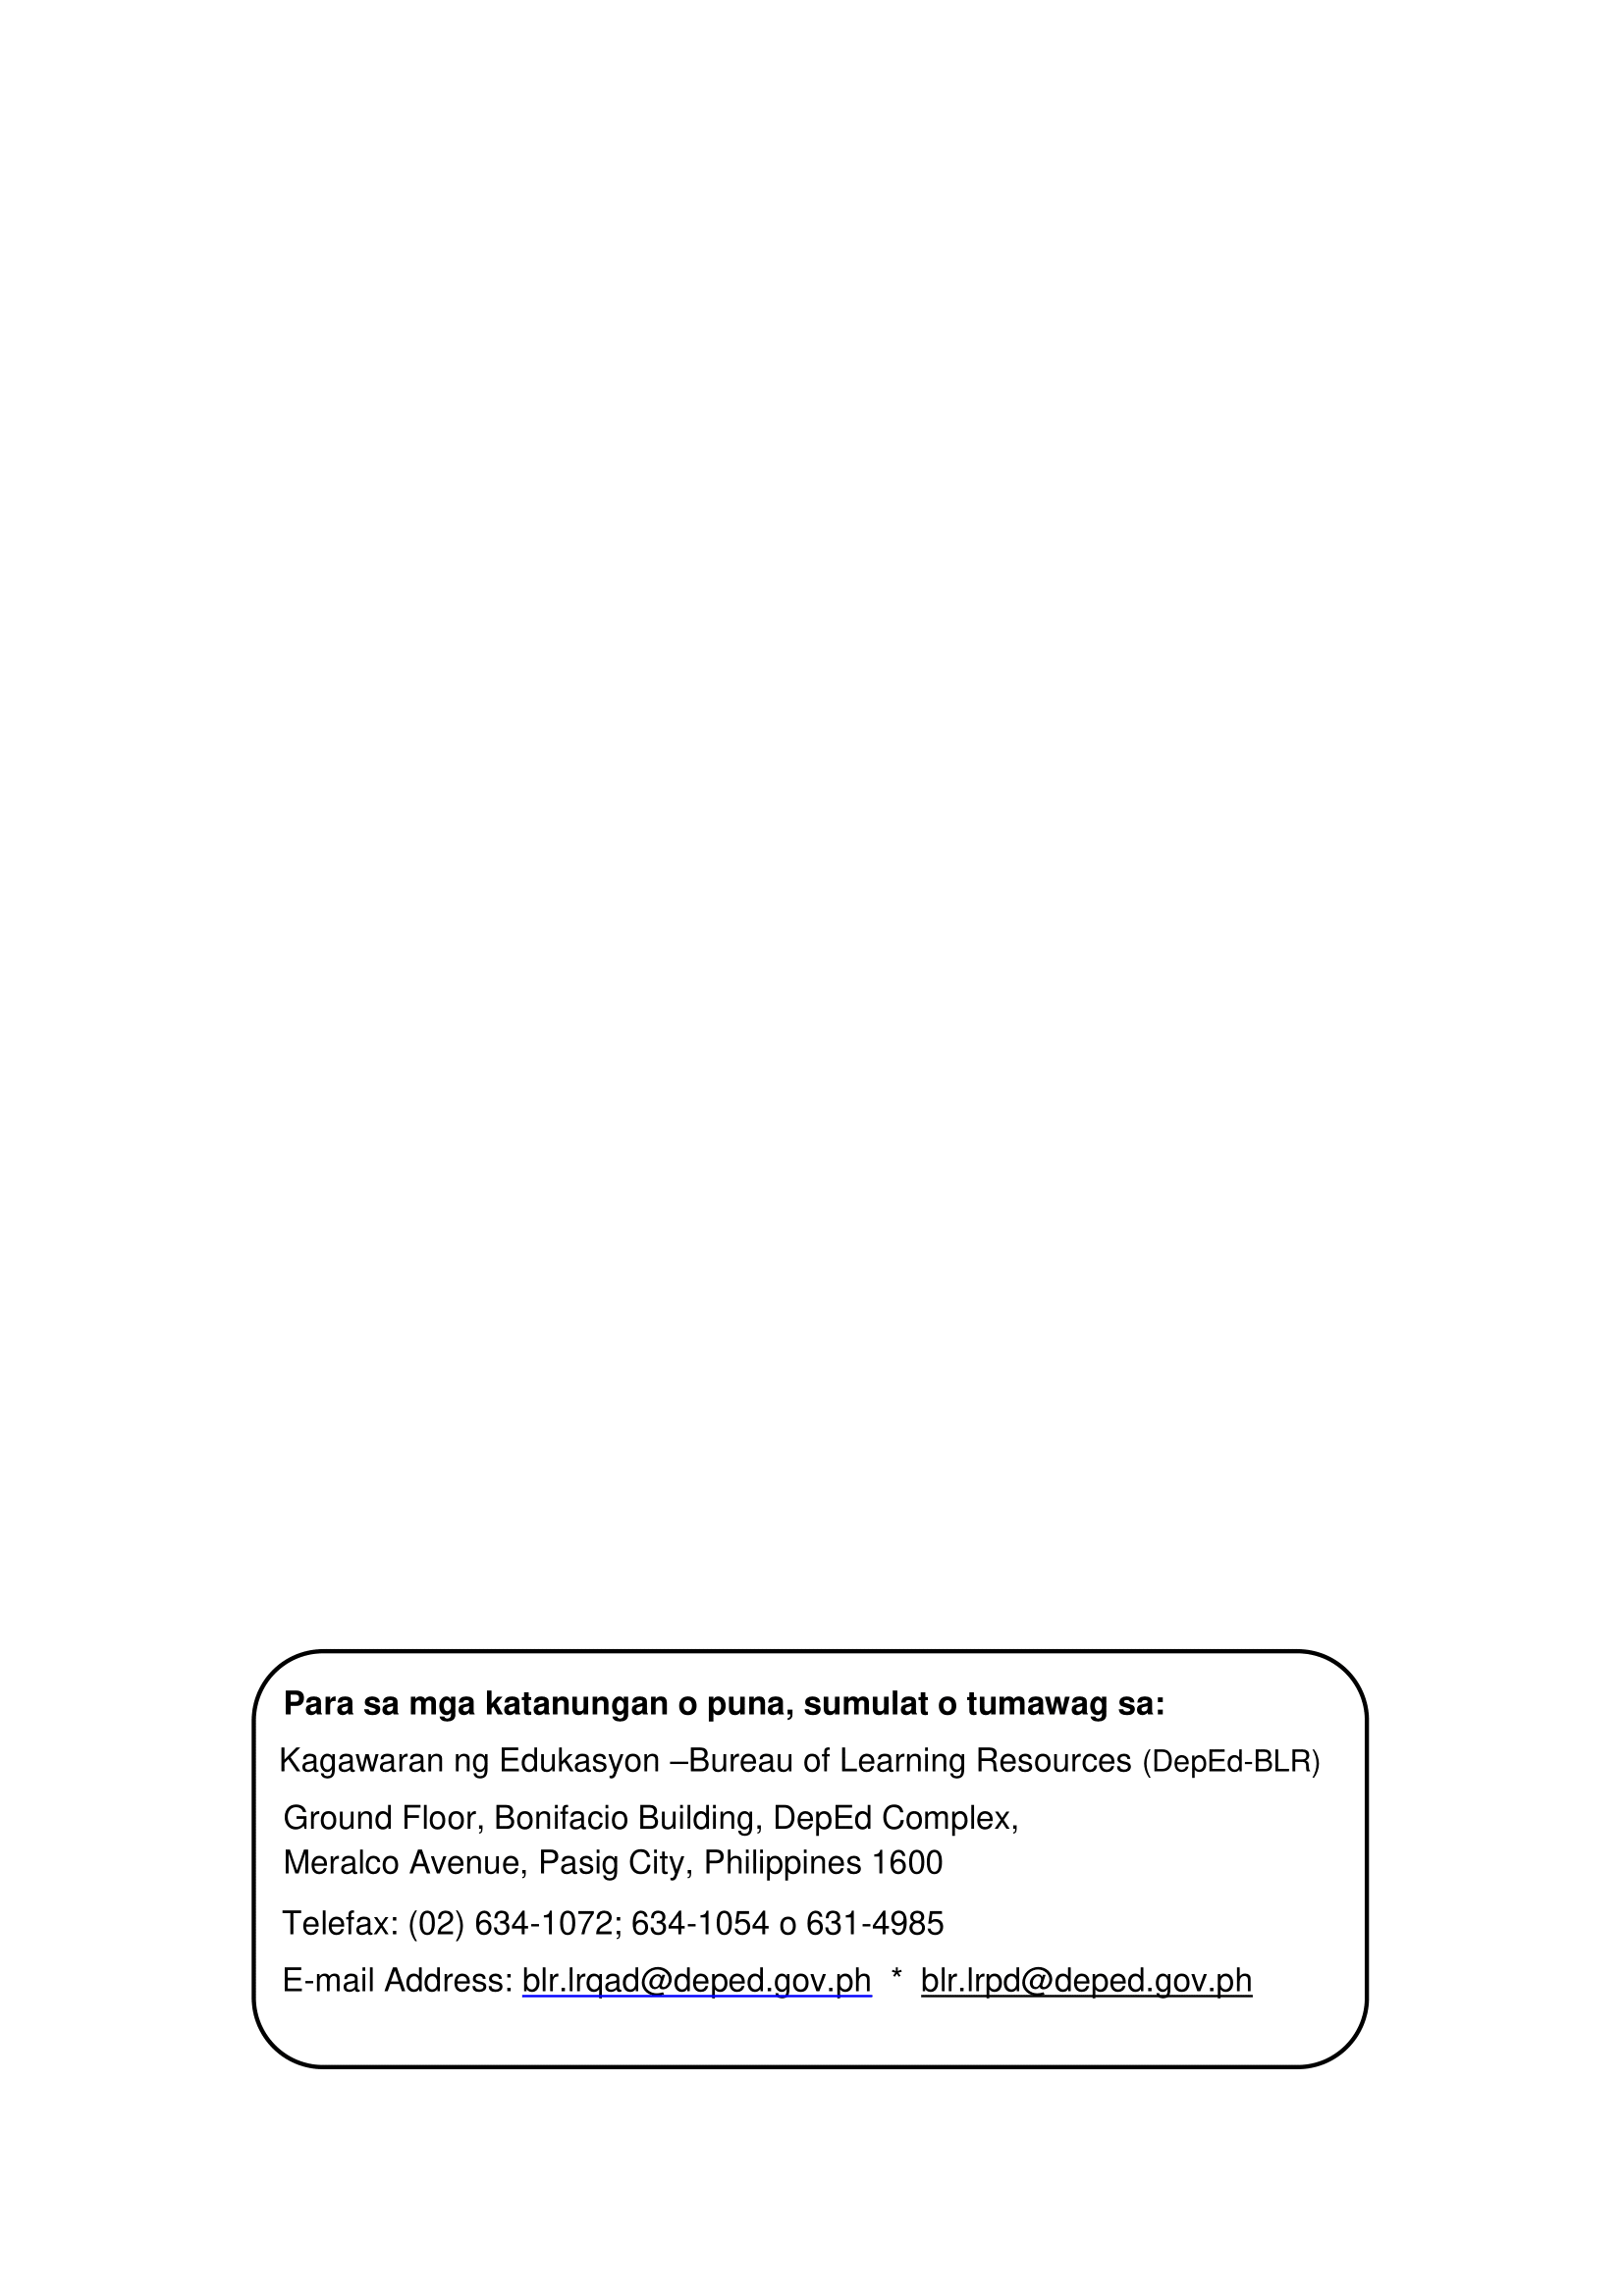 Para sa mga katanungan o puna, sumulat o tumawag sa:
Kagawaran ng Edukasyon –Bureau of Learning Resources (DepEd-BLR)
Ground Floor, Bonifacio Building, DepEd Complex,
Meralco Avenue, Pasig City, Philippines 1600
Telefax: (02) 634-1072; 634-1054 o 631-4985
E-mail Address: blr.lrqad@deped.gov.ph * blr.lrpd@deped.gov.ph